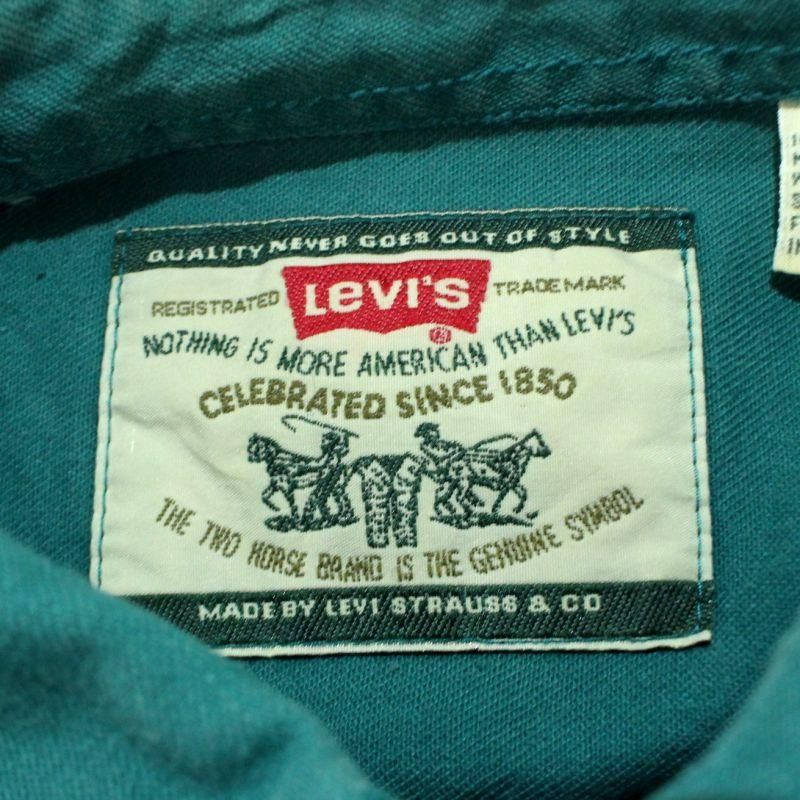 QUALITY NEVER GOES OUT OF STYLE
REGISTRATED Levi's TRADE MARK
®
NOTHING IS MORE AMERICAN THAN LEVI'S
CELEBRATED SINCE 1850
THE TWO HORSE BRAND IS THE GENUINE SYMBOL
MADE BY LEVI STRAUSS & CO